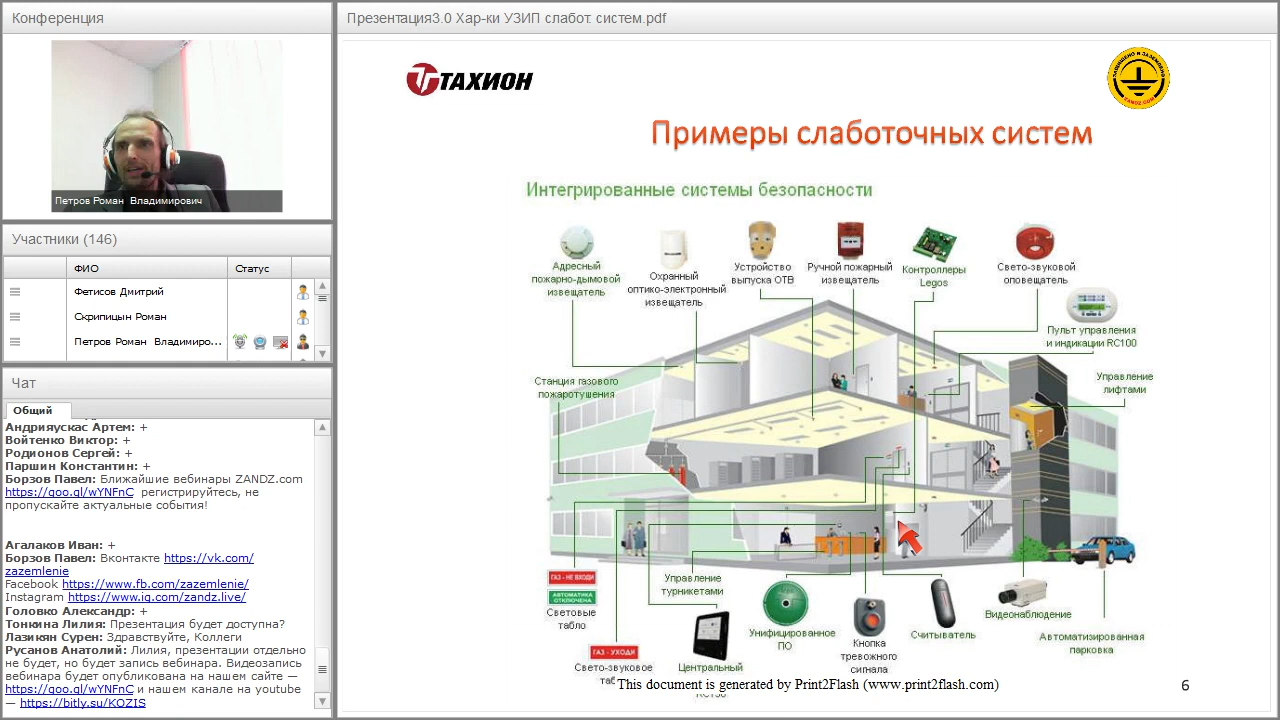 Конференция
Петров Роман Владимирович
Участники (146)
ФИО
Статус
Фетисов Дмитрий
Скрипицын Роман
Петров Роман Владимиро...
Чат
Общий
Андрияускас Артем: +
Войтенко Виктор: +
Родионов Сергей: +
Паршин Константин: +
Борзов Павел: Ближайшие вебинары ZANDZ.com
https://goo.gl/wYNFnC регистрируйтесь, не
пропускайте актуальные события!
Агалаков Иван: +
Борзов Павел: Вконтакте https://vk.com/
zazemlenie
Facebook https://www.fb.com/zazemlenie/
Instagram https://www.ig.com/zandz.live/
Головко Александр: +
Тонкина Лилия: Презентация будет доступна?
Лазикян Сурен: Здравствуйте, Коллеги
Русанов Анатолий: Лилия, презентации отдельно
не будет, но будет запись вебинара. Видеозапись
вебинара будет опубликована на нашем сайте —
https://goo.gl/wYNFnC и нашем канале на youtube
— https://bitly.su/KOZIS
Презентация3.0 Хар-ки УЗИП слабот. систем.pdf
ТАХИОН
ZANDZ.COM
Примеры слаботочных систем
Интегрированные системы безопасности
Адресный
пожарно-дымовой
извещатель
Охранный
оптико-электронный
извещатель
Устройство
выпуска ОТВ
Ручной пожарный
извещатель
Контроллеры
Legos
Свето-звуковой
оповещатель
Пульт управления
и индикации RC100
Станция газового
пожаротушения
Управление
лифтами
ГАЗ - НЕ ВХОДИ
АВТОМАТИКА
ОТКЛЮЧЕНА
Световые
табло
ГАЗ - УХОДИ
Свето-звуковое
Управление
турникетами
Центральный
Унифицированное
ПО
Кнопка
тревожного
сигнала
Считыватель
Видеонаблюдение
Автоматизированная
парковка
This document is generated by Print2Flash (www.print2flash.com)
6